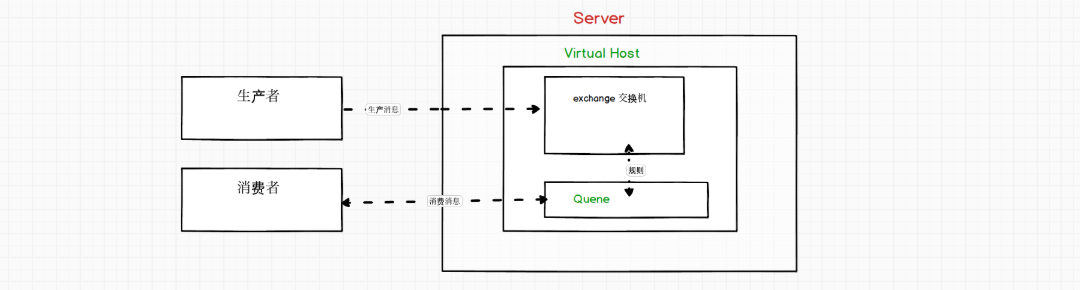 Server
Virtual Host
生产者
exchange 交换机
生产消息
规则
消费者
Quene
消费消息